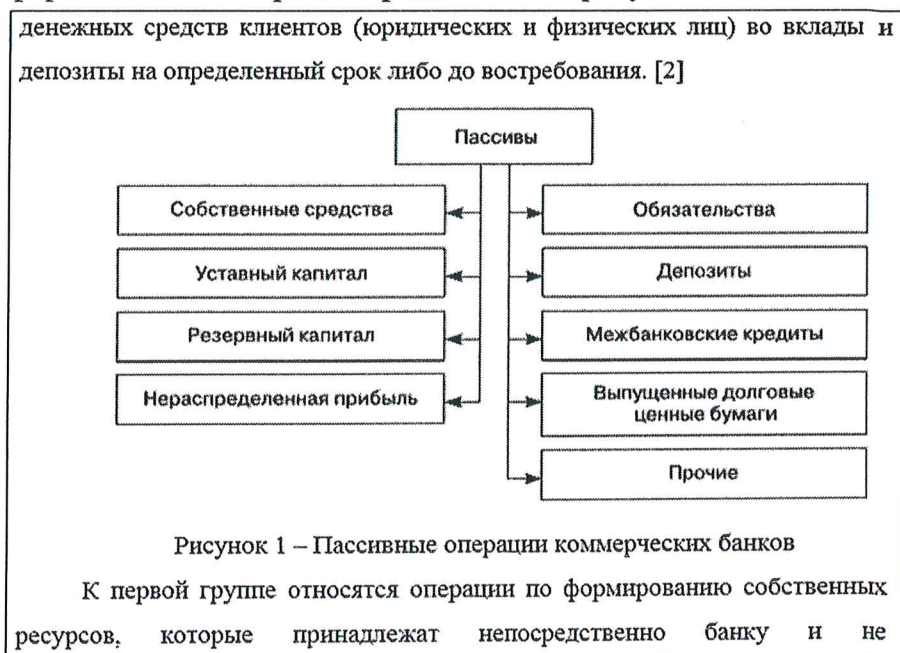 денежных средств клиентов (юридических и физических лиц) во вклады и
депозиты на определенный срок либо до востребования. [2]
Пассивы
Собственные средства
Уставный капитал
Резервный капитал
Нераспределенная прибыль
Обязательства
Депозиты
Межбанковские кредиты
Выпущенные долговые
ценные бумаги
Прочие
Рисунок 1 – Пассивные операции коммерческих банков
К первой группе относятся операции по формированию собственных
ресурсов, которые принадлежат непосредственно банку и не